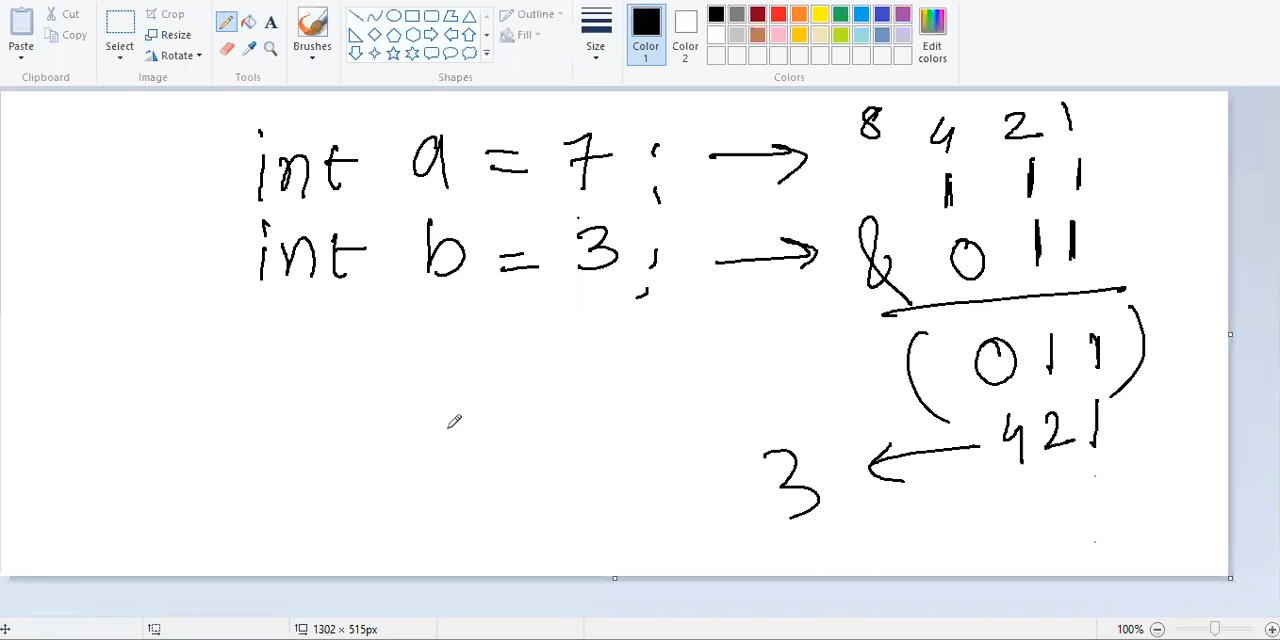 Cut
Copy
Paste
Clipboard
Select
Crop
Resize
Rotate
Image
A
Tools
Brushes
Shapes
Outline
Fill
Size
Color
1
Color
2
Colors
Edit
colors
8 4 2 1
int a = 7 ; → 1 1 1
int b = 3 ; → & 0 1 1
( 0 1 1 )
4 2 1
3 ←
1302 × 515px
100%